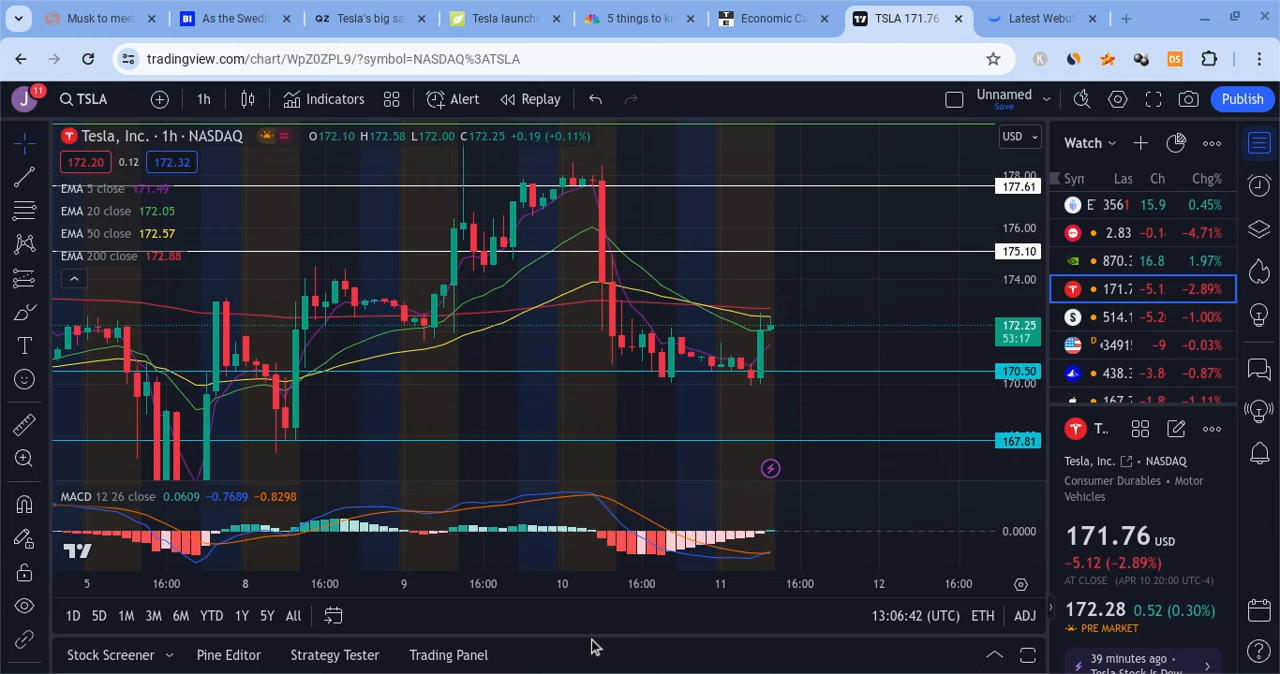 Musk to mee
As the Swedi
Tesla's big sa
Tesla launche
5 things to k
Economic Ca
TSLA 171.76
Latest Webul
tradingview.com/chart/WpZ0ZPL9/?symbol=NASDAQ%3ATSLA
J 11
TSLA
1h
Indicators
Alert
Replay
Unnamed
Save
Publish
Tesla, Inc. · 1h · NASDAQ
O172.10 H172.58 L172.00 C172.25 +0.19 (+0.11%)
USD
172.20 0.12 172.32
EMA 5 close 171.49
EMA 20 close 172.05
EMA 50 close 172.57
EMA 200 close 172.88
178.00
177.61
176.00
175.10
174.00
172.25
53:17
170.50
170.00
167.81
MACD 12 26 close 0.0609 −0.7689 −0.8298
0.0000
5 16:00 8 16:00 9 16:00 10 16:00 11 16:00 12 16:00
1D 5D 1M 3M 6M YTD 1Y 5Y All
13:06:42 (UTC) ETH ADJ
Stock Screener Pine Editor Strategy Tester Trading Panel
Watch
Syn Las Ch Chg%
E 3561 15.9 0.45%
2.83 −0.1 −4.71%
870.3 16.8 1.97%
171.7 −5.1 −2.89%
S 514.1 −5.2 −1.00%
D 3491 −9 −0.03%
438.3 −3.8 −0.87%
167.7 −1.8 −1.11%
T..
Tesla, Inc. NASDAQ
Consumer Durables • Motor
Vehicles
171.76 USD
−5.12 (−2.89%)
AT CLOSE (APR 10 20:00 UTC-4)
172.28 0.52 (0.30%)
PRE MARKET
39 minutes ago •
Tesla Stock Is Dow